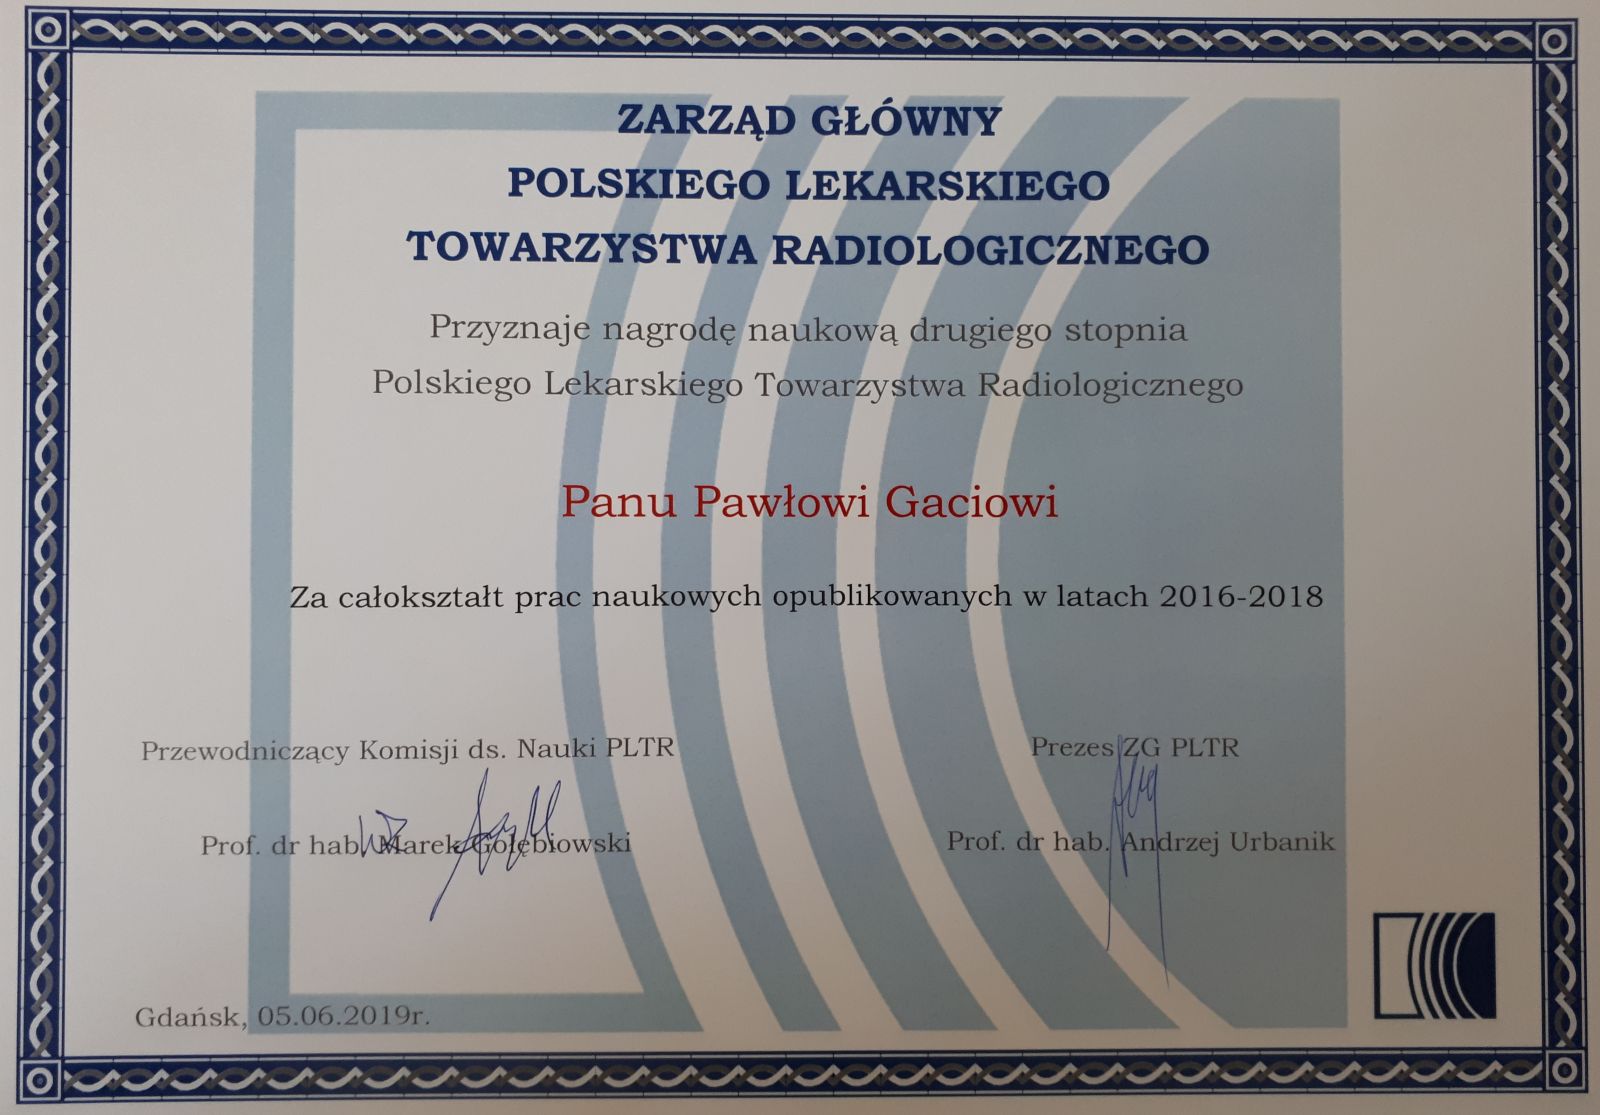 ZARZĄD GŁÓWNY
POLSKIEGO LEKARSKIEGO
TOWARZYSTWA RADIOLOGICZNEGO
Przyznaje nagrodę naukową drugiego stopnia
Polskiego Lekarskiego Towarzystwa Radiologicznego
Panu Pawłowi Gaciowi
Za całokształt prac naukowych opublikowanych w latach 2016-2018
Przewodniczący Komisji ds. Nauki PLTR
Prezes ZG PLTR
Prof. dr hab. Marek Gołębiowski
Prof. dr hab. Andrzej Urbanik
Gdańsk, 05.06.2019r.